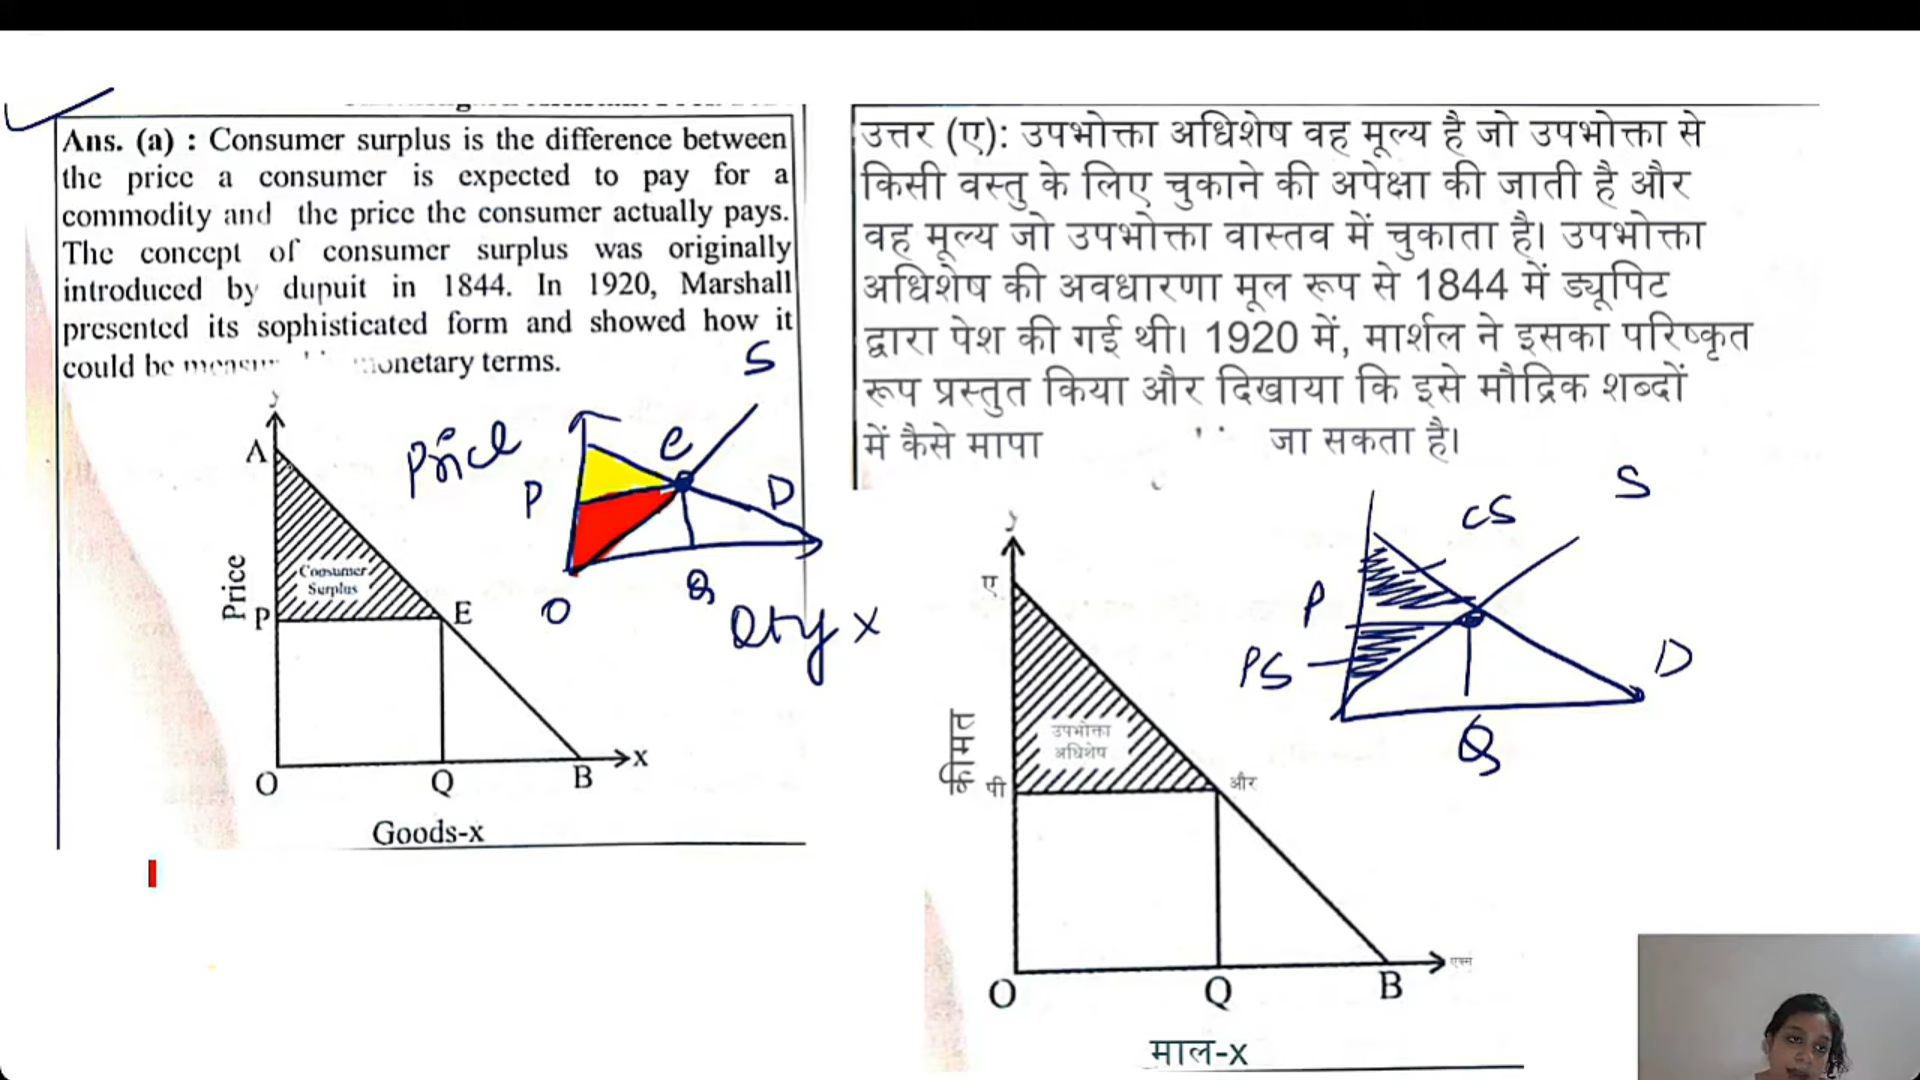 Ans. (a) : Consumer surplus is the difference between
the price a consumer is expected to pay for a
commodity and the price the consumer actually pays.
The concept of consumer surplus was originally
introduced by dupuit in 1844. In 1920, Marshall
presented its sophisticated form and showed how it
could be monetary terms.
A
Price
P
Consumer
Surplus
E
O
Q
B
x
Goods-x
Price
P
e
S
D
O
Q
Qty x
उत्तर (ए): उपभोक्ता अधिशेष वह मूल्य है जो उपभोक्ता से
किसी वस्तु के लिए चुकाने की अपेक्षा की जाती है और
वह मूल्य जो उपभोक्ता वास्तव में चुकाता है। उपभोक्ता
अधिशेष की अवधारणा मूल रूप से 1844 में ड्यूपिट
द्वारा पेश की गई थी। 1920 में, मार्शल ने इसका परिष्कृत
रूप प्रस्तुत किया और दिखाया कि इसे मौद्रिक शब्दों
में कैसे मापा जा सकता है।
ए
कीमत
पी
उपभोक्ता
अधिशेष
और
O
Q
B
एक्स
माल-x
CS
S
P
PS
D
Q